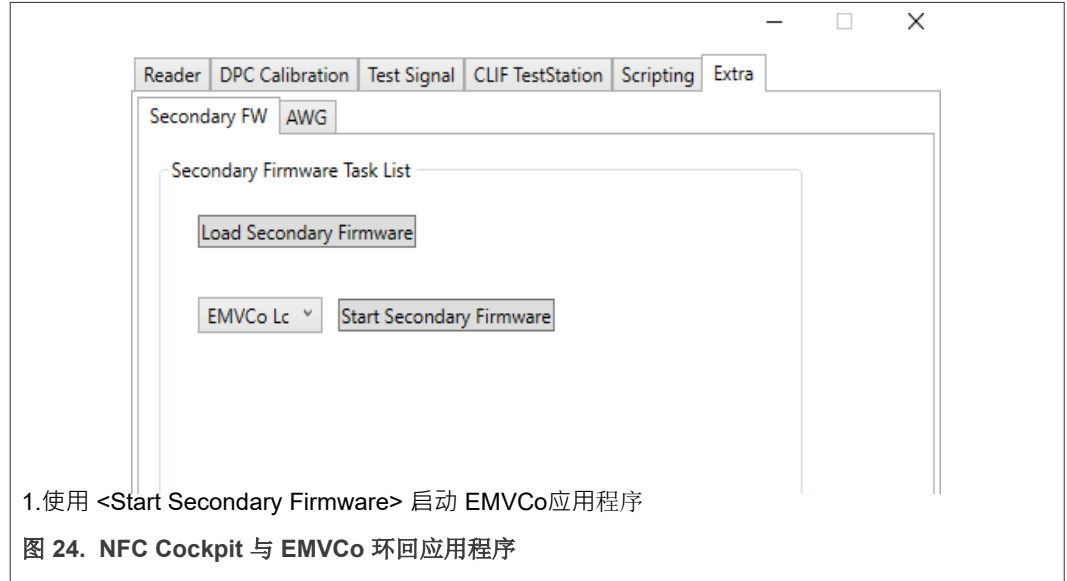 Reader DPC Calibration Test Signal CLIF TestStation Scripting Extra
Secondary FW AWG
Secondary Firmware Task List
Load Secondary Firmware
EMVCo Lc Start Secondary Firmware
1.使用 <Start Secondary Firmware> 启动 EMVCo应用程序
图 24. NFC Cockpit 与 EMVCo 环回应用程序